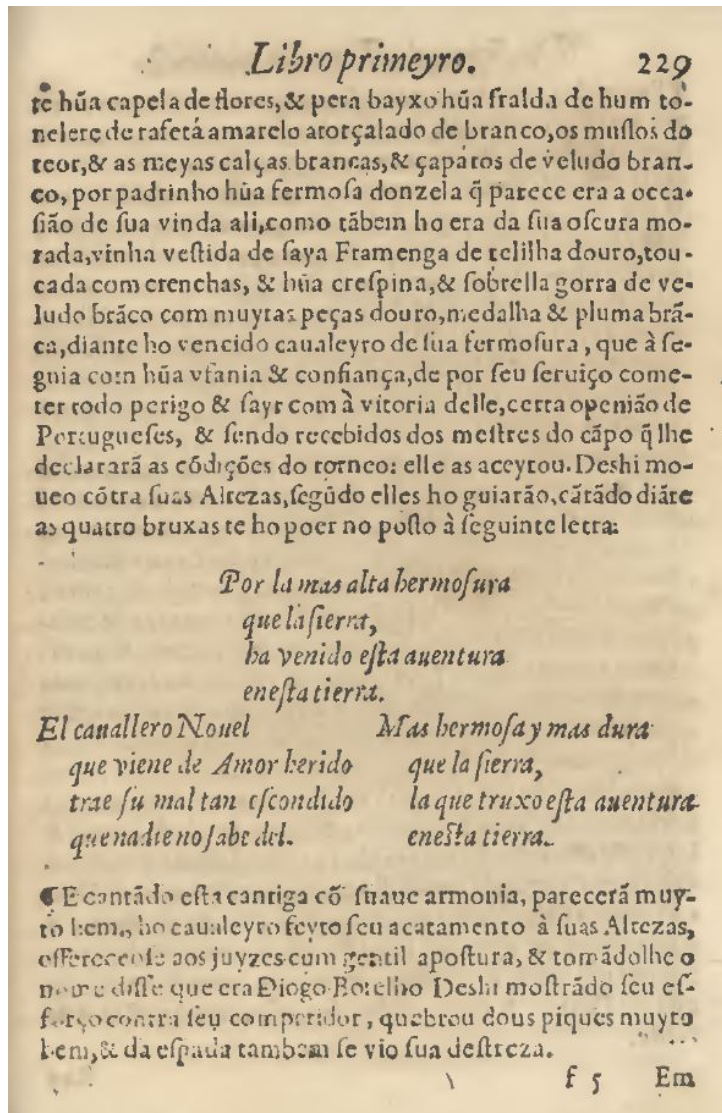 Libro primeyro. 229
tẽ hũa capela de flores, & pera bayxo hũa fralda de hum to-
nelere de rafetá amarelo atorçalado de branco, os muſlos do
teor, & as meyas calças brancas, & çapatos de veludo bran-
co, por padrinho hũa fermoſa donzela q̃ parece era a occa-
ſião de ſua vinda ali, como tãbem ho era da ſua oſcura mo-
rada, vinha veſtida de ſaya Framenga de telilha douro, tou-
cada com crenchas, & hũa creſpina, & ſobrella gorra de ve-
ludo brãco com muytas peças douro, medalha & pluma brã-
ca, diante ho vencido caualeyro de ſua fermoſura, que à ſe-
guia com hũa vfania & confiança, de por ſeu ſeruiço come-
ter todo perigo & ſayr com à vitoria delle, certa openião de
Portugueſes, & ſendo recebidos dos meſtres do cãpo q̃ lhe
declararã as cõdições do torneo: elle as aceytou. Deshi mo-
ueo cõtra ſuas Altezas, ſegũdo elles ho guiarão, cãtãdo diãte
as quatro bruxas te ho poer no poſto à ſeguinte letra:
Por la mas alta hermoſura
que la ſierra,
ha venido eſta auentura
eneſta tierra.
El cauallero Nouel
que viene de Amor herido
trae ſu mal tan eſcondido
que nadie no ſabe del.
Mas hermoſa y mas dura
que la ſierra,
la que truxo eſta auentura
eneſta tierra.
¶ E cantãdo eſta cantiga cõ ſuaue armonia, parecerã muy-
to bem, ho caualeyro feyto ſeu acatamento à ſuas Altezas,
offereceoſe aos juyzes com gentil apoſtura, & tomãdolhe o
nome diſſe que era Diogo Botelho Deshi moſtrãdo ſeu eſ-
forço contra ſeu competidor, quebrou dous piques muyto
bem, & da eſpada tambem ſe vio ſua deſtreza.
f 5 Em